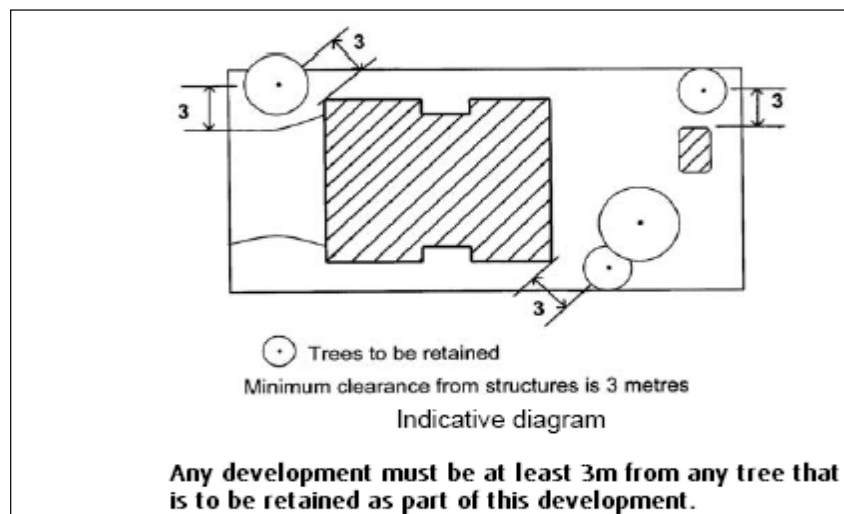 3
3
3
3
Trees to be retained
Minimum clearance from structures is 3 metres
Indicative diagram
Any development must be at least 3m from any tree that
is to be retained as part of this development.